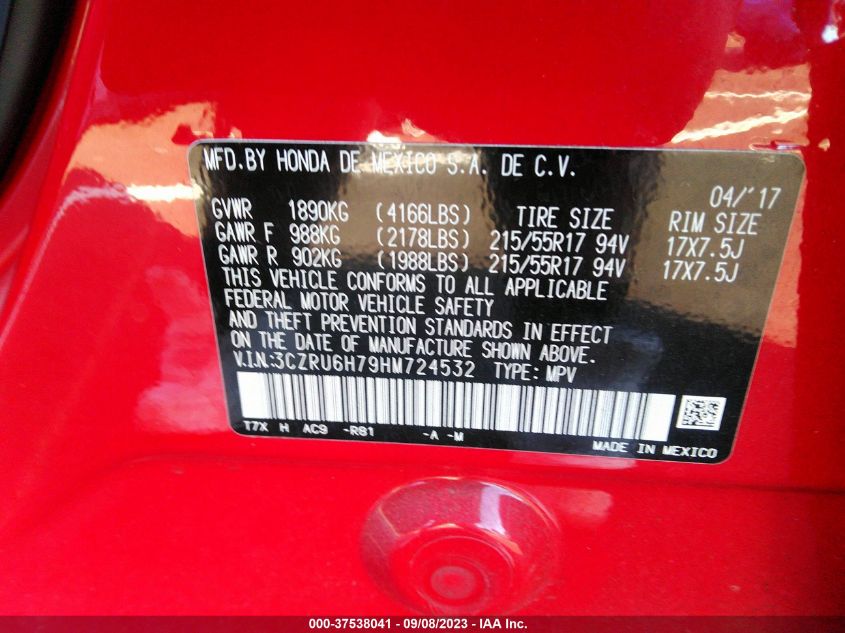 MFD.BY HONDA DE MEXICO S.A. DE C.V.
04/'17
GVWR 1890KG (4166LBS) TIRE SIZE RIM SIZE
GAWR F 988KG (2178LBS) 215/55R17 94V 17X7.5J
GAWR R 902KG (1988LBS) 215/55R17 94V 17X7.5J
THIS VEHICLE CONFORMS TO ALL APPLICABLE
FEDERAL MOTOR VEHICLE SAFETY
AND THEFT PREVENTION STANDARDS IN EFFECT
ON THE DATE OF MANUFACTURE SHOWN ABOVE.
V.I.N:3CZRU6H79HM724532 TYPE: MPV
T7X H AC9 -RB1 -A -M
MADE IN MEXICO
000-37538041 - 09/08/2023 - IAA Inc.